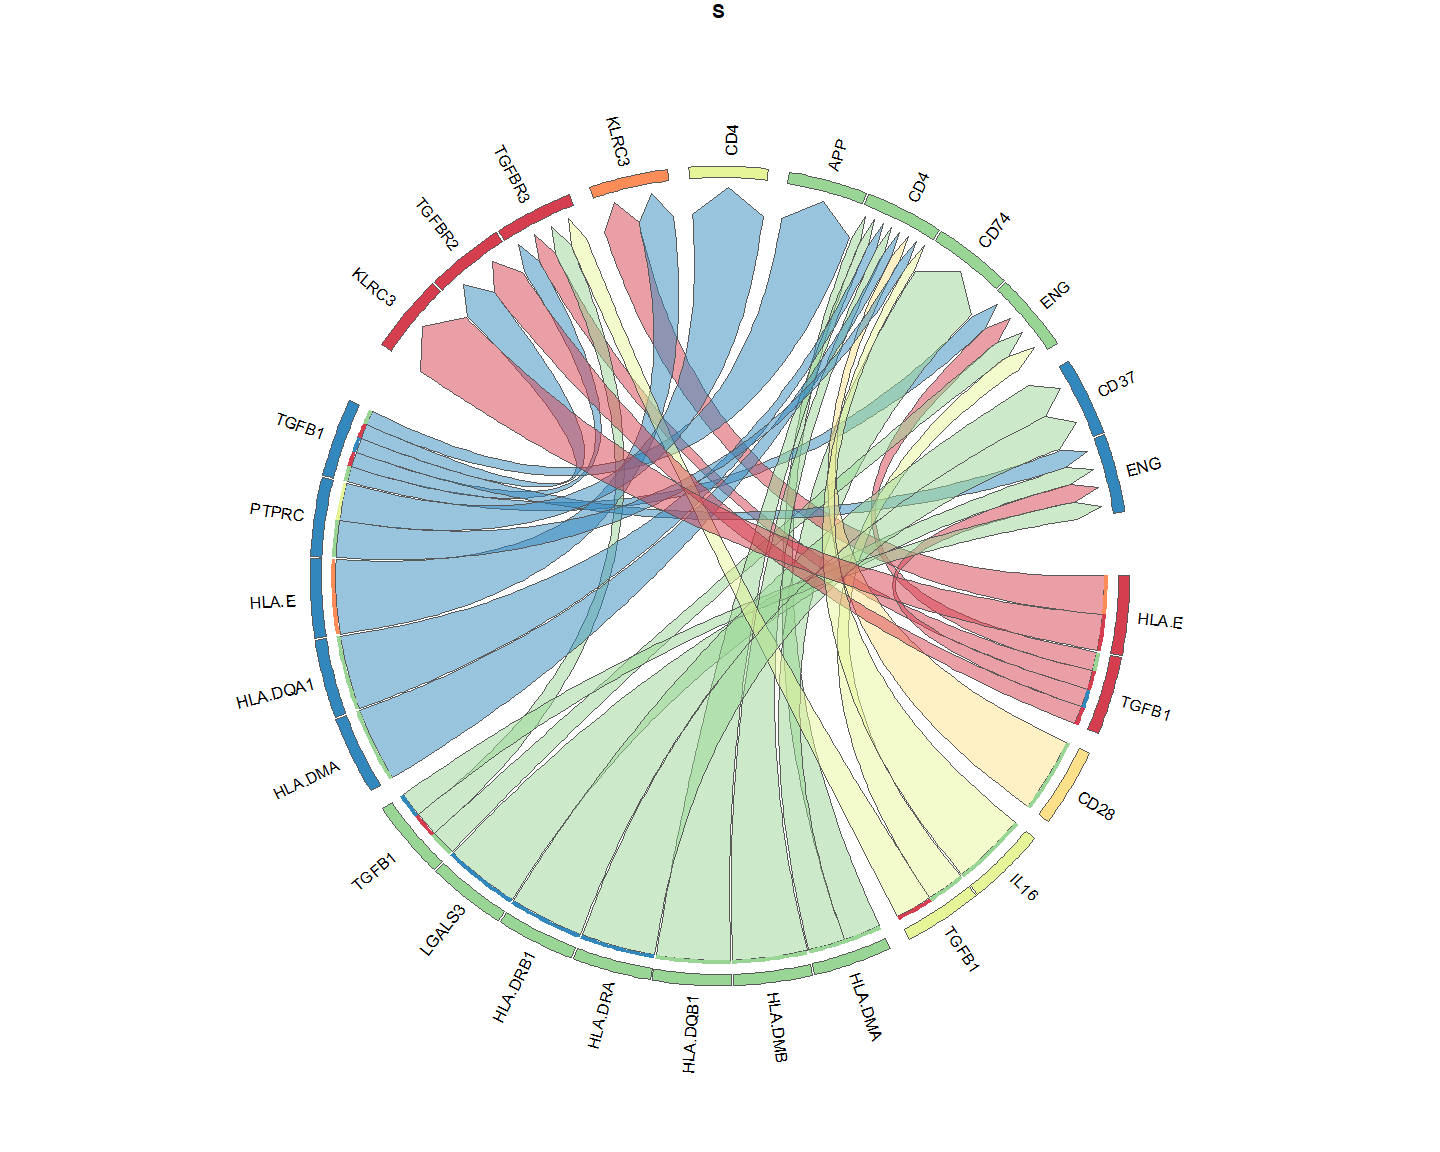 S
KLRC3
TGFBR2
TGFBR3
KLRC3
CD4
APP
CD4
CD74
ENG
CD37
ENG
HLA.E
TGFB1
CD28
IL16
TGFB1
HLA.DMA
HLA.DMB
HLA.DQB1
HLA.DRA
HLA.DRB1
LGALS3
TGFB1
HLA.DMA
HLA.DQA1
HLA.E
PTPRC
TGFB1